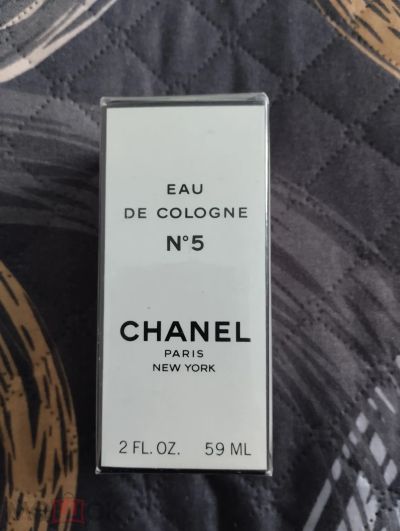 EAU
DE COLOGNE
N°5
CHANEL
PARIS
NEW YORK
2 FL. OZ. 59 ML